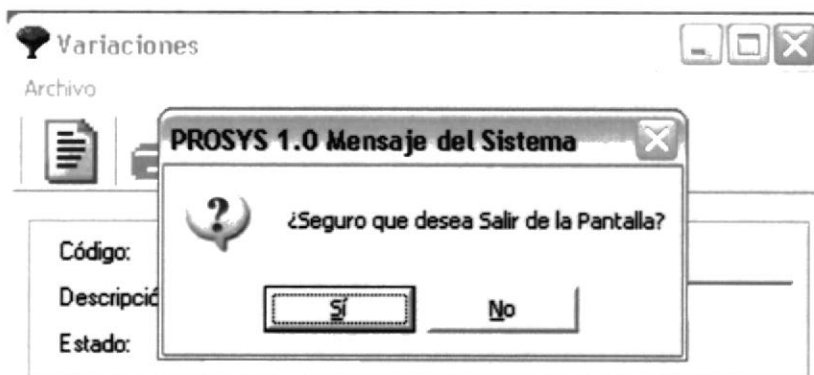 Variaciones
Archivo
PROSYS 1.0 Mensaje del Sistema
¿Seguro que desea Salir de la Pantalla?
Código:
Descripció
Sí
No
Estado: